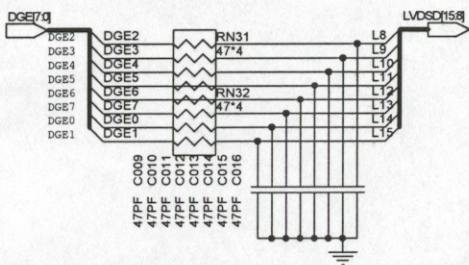 DGE[7:0]
LVDSD[15:8]
DGE2 DGE2 RN31 L8
DGE3 DGE3 47*4 L9
DGE4 DGE4 L10
DGE5 DGE5 L11
DGE6 DGE6 RN32 L12
DGE7 DGE7 47*4 L13
DGE0 DGE0 L14
DGE1 DGE1 L15
47PF C009
47PF C010
47PF C011
47PF C012
47PF C013
47PF C014
47PF C015
47PF C016